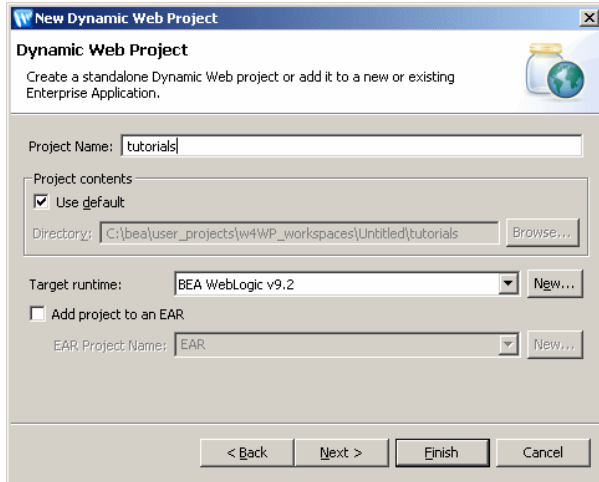 New Dynamic Web Project
Dynamic Web Project
Create a standalone Dynamic Web project or add it to a new or existing
Enterprise Application.
Project Name: tutorials
Project contents
Use default
Directory: C:\bea\user_projects\w4WP_workspaces\Untitled\tutorials Browse...
Target runtime: BEA WebLogic v9.2 New...
Add project to an EAR
EAR Project Name: EAR New...
< Back Next > Finish Cancel